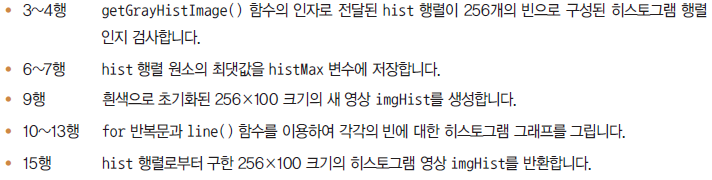 • 3~4행 getGrayHistImage() 함수의 인자로 전달된 hist 행렬이 256개의 빈으로 구성된 히스토그램 행렬
인지 검사합니다.
• 6~7행 hist 행렬 원소의 최댓값을 histMax 변수에 저장합니다.
• 9행 흰색으로 초기화된 256×100 크기의 새 영상 imgHist를 생성합니다.
• 10~13행 for 반복문과 line() 함수를 이용하여 각각의 빈에 대한 히스토그램 그래프를 그립니다.
• 15행 hist 행렬로부터 구한 256×100 크기의 히스토그램 영상 imgHist를 반환합니다.